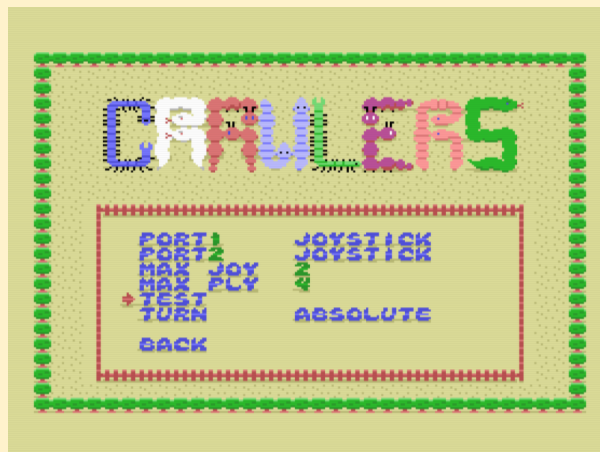 CRAWLERS
PORT1 JOYSTICK
PORT2 JOYSTICK
MAX JOY 2
MAX PLY 4
TEST
TURN ABSOLUTE
BACK